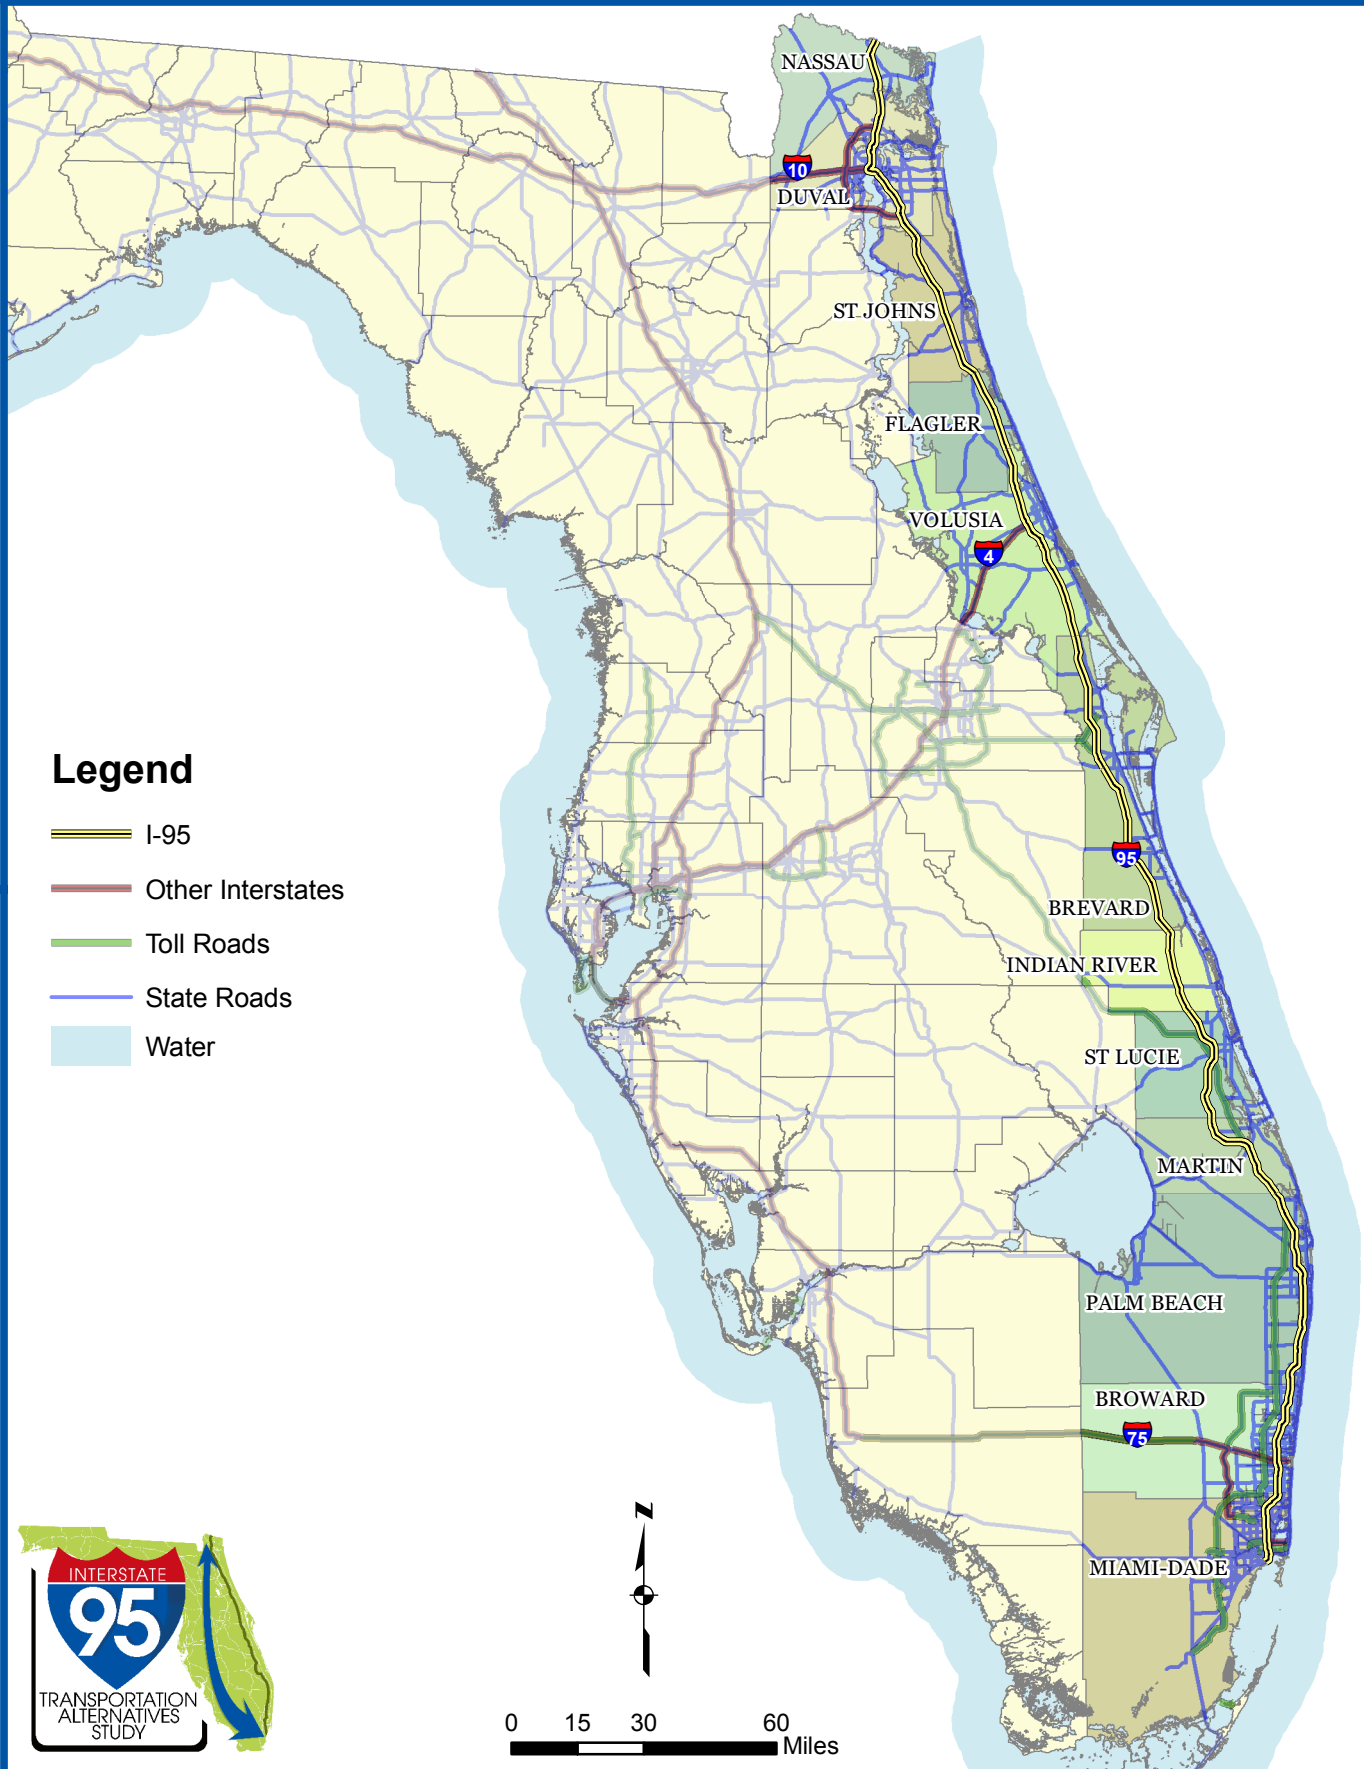 NASSAU
10
DUVAL
ST JOHNS
FLAGLER
VOLUSIA
4
Legend
I-95
Other Interstates
Toll Roads
State Roads
Water
95
BREVARD
INDIAN RIVER
ST LUCIE
MARTIN
PALM BEACH
BROWARD
75
MIAMI-DADE
N
INTERSTATE
95
TRANSPORTATION
ALTERNATIVES
STUDY
0 15 30 60
Miles